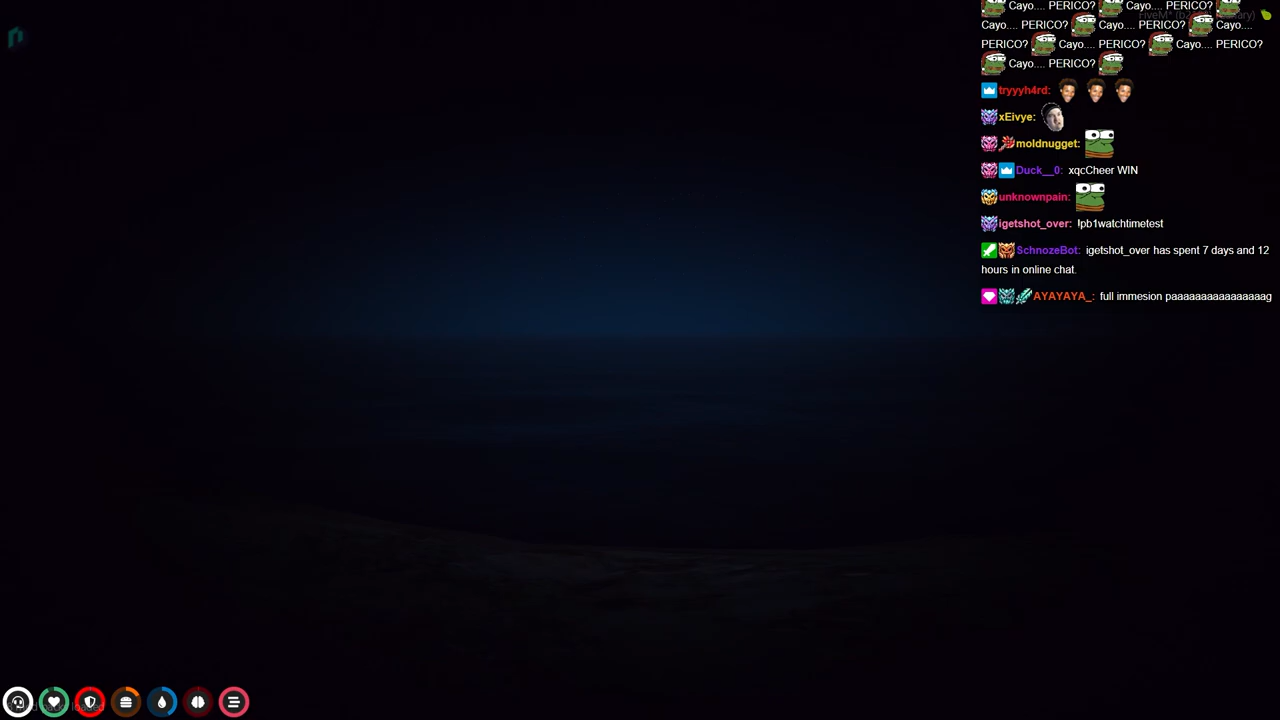 Cayo.... PERICO? Cayo.... PERICO?
FiveM
Cayo.... PERICO? Cayo.... PERICO? Cayo....
PERICO? Cayo.... PERICO? Cayo.... PERICO?
Cayo.... PERICO?
tryyyh4rd:
xEivye:
moldnugget:
Duck__0: xqcCheer WIN
unknownpain:
igetshot_over: !pb1watchtimetest
SchnozeBot: igetshot_over has spent 7 days and 12
hours in online chat.
AYAYAYA_: full immesion paaaaaaaaaaaaaaaag
loaded